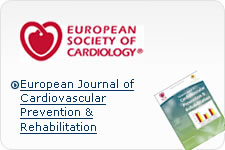 EUROPEAN
SOCIETY OF
CARDIOLOGY®
European Journal of
Cardiovascular
Prevention &
Rehabilitation